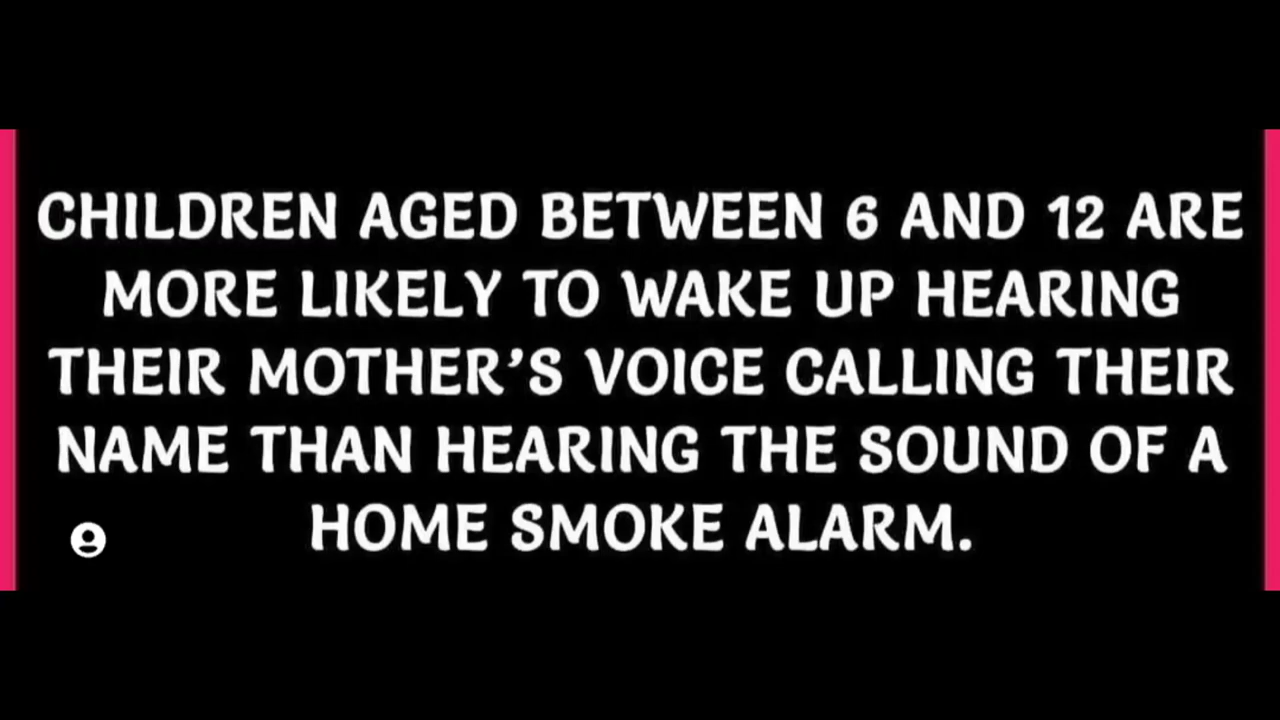 CHILDREN AGED BETWEEN 6 AND 12 ARE
MORE LIKELY TO WAKE UP HEARING
THEIR MOTHER'S VOICE CALLING THEIR
NAME THAN HEARING THE SOUND OF A
HOME SMOKE ALARM.